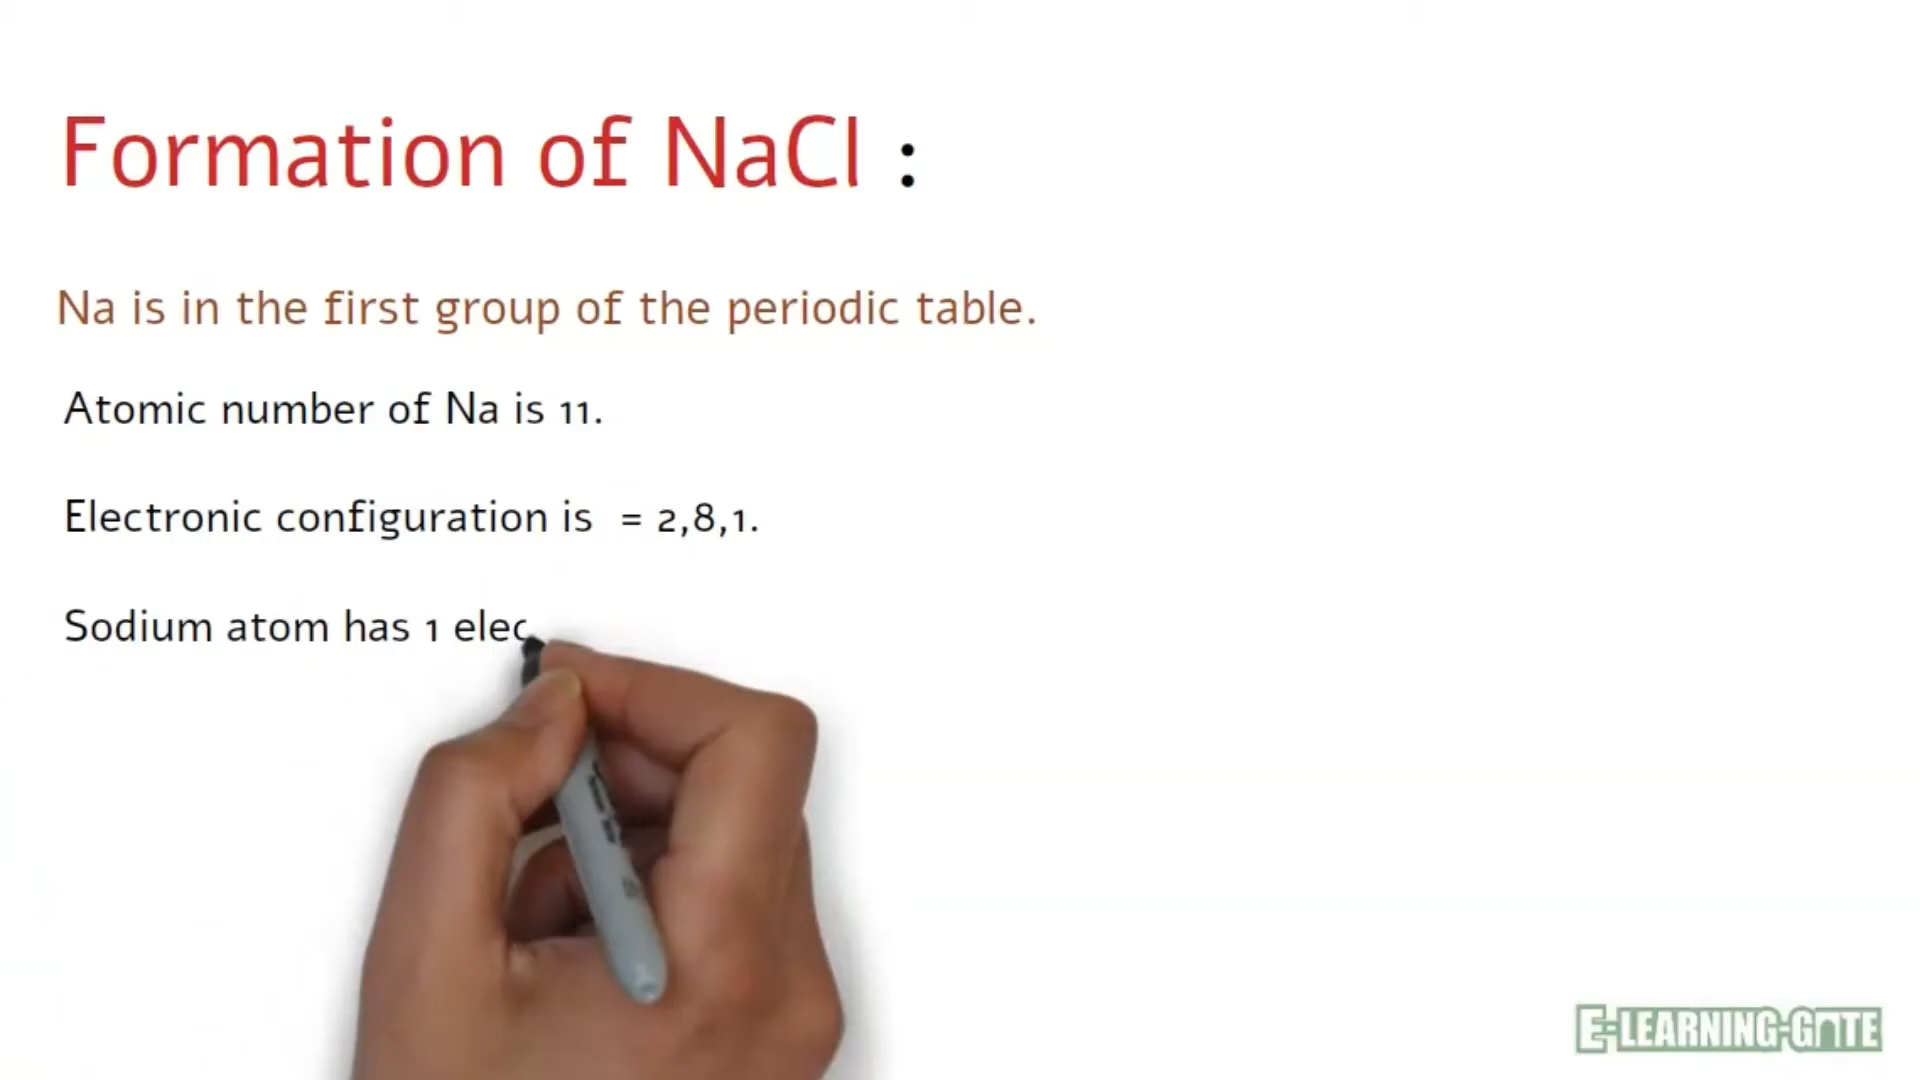 Formation of NaCl :
Na is in the first group of the periodic table.
Atomic number of Na is 11.
Electronic configuration is = 2,8,1.
Sodium atom has 1 elec
E-LEARNING-GATE